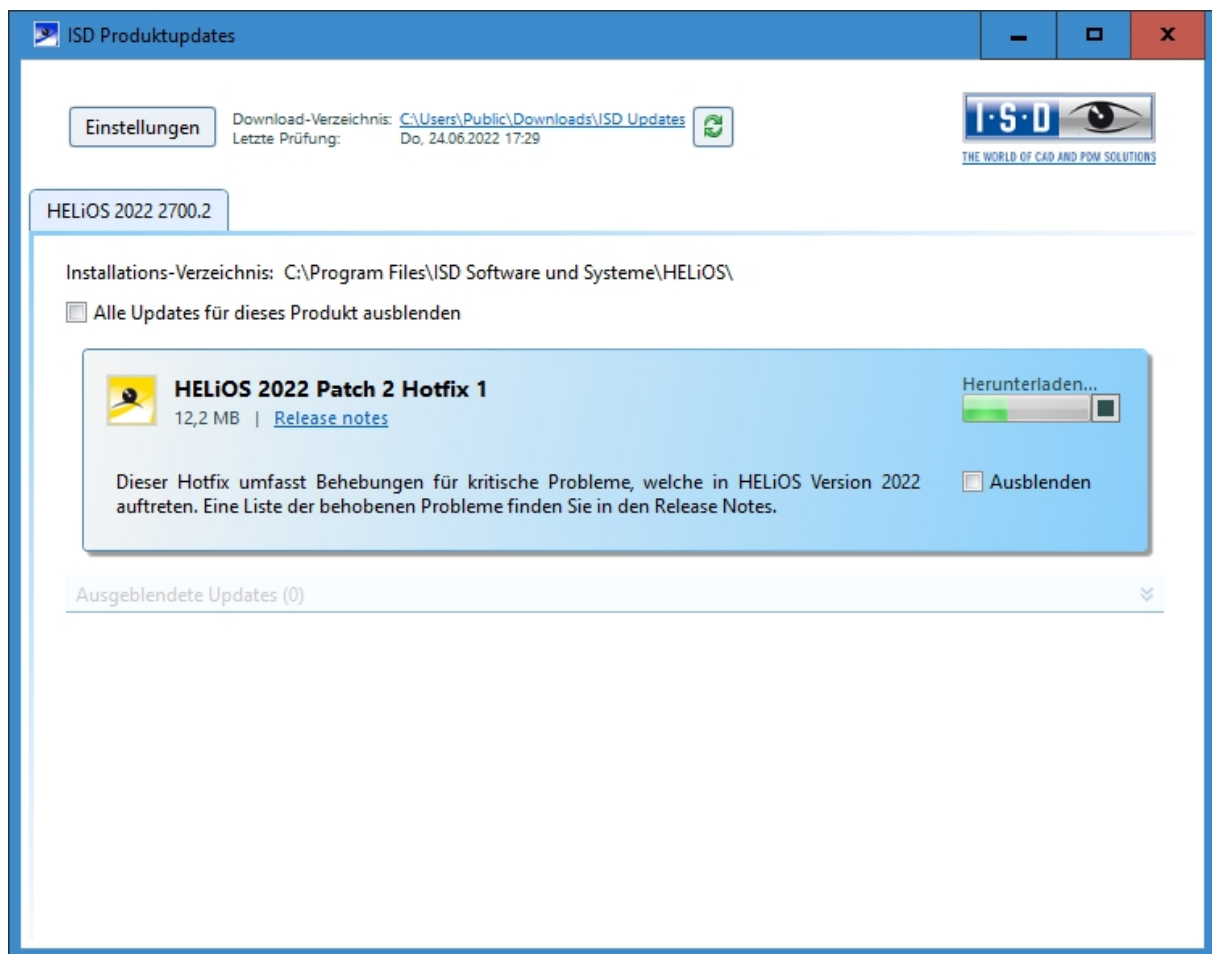 ISD Produktupdates
Einstellungen
Download-Verzeichnis: C:\Users\Public\Downloads\ISD Updates
Letzte Prüfung: Do, 24.06.2022 17:29
I·S·D
THE WORLD OF CAD AND PDM SOLUTIONS
HELiOS 2022 2700.2
Installations-Verzeichnis: C:\Program Files\ISD Software und Systeme\HELiOS\
Alle Updates für dieses Produkt ausblenden
HELiOS 2022 Patch 2 Hotfix 1
12,2 MB | Release notes
Herunterladen...
Dieser Hotfix umfasst Behebungen für kritische Probleme, welche in HELiOS Version 2022
auftreten. Eine Liste der behobenen Probleme finden Sie in den Release Notes.
Ausblenden
Ausgeblendete Updates (0)